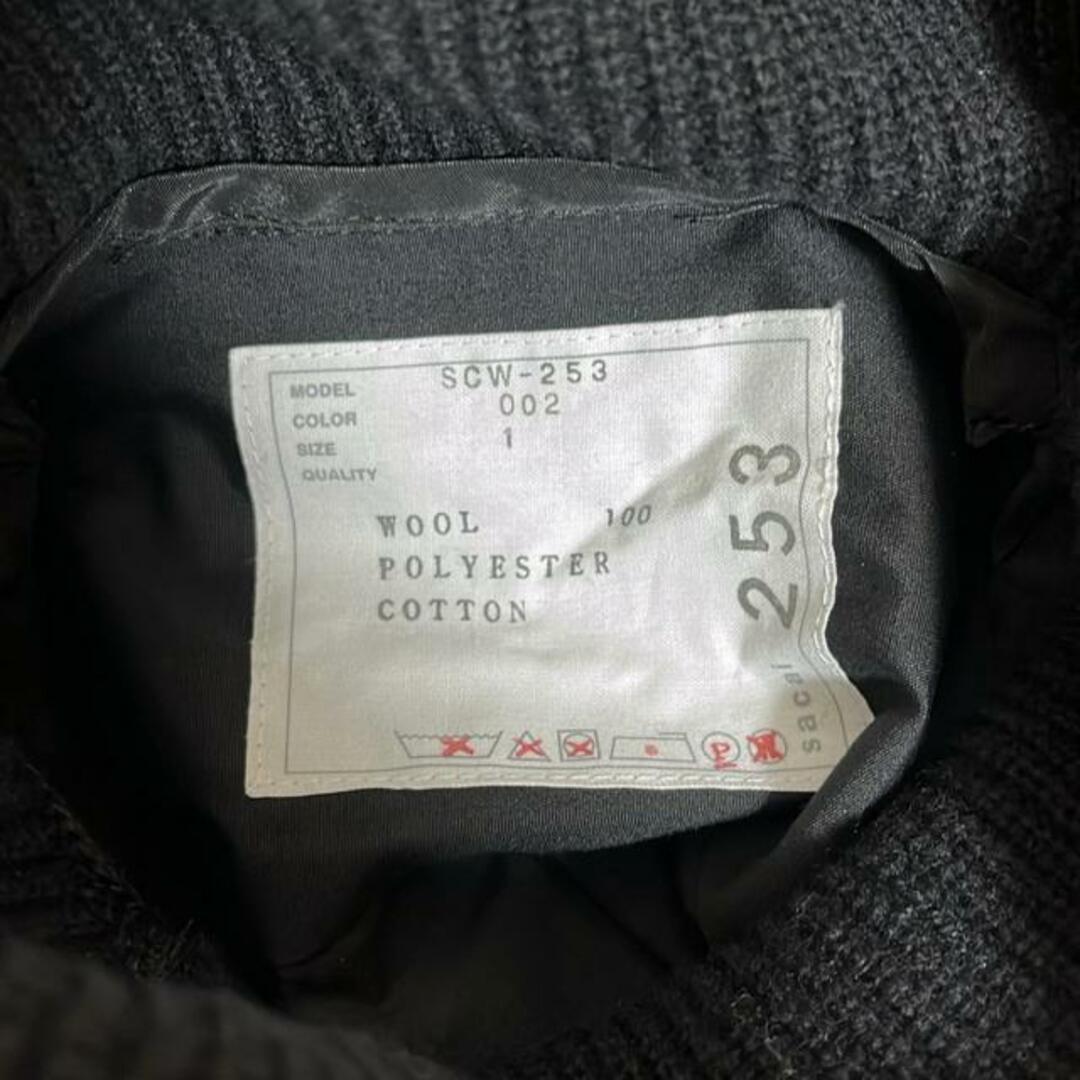 MODEL SCW-253
COLOR 002
SIZE 1
QUALITY
WOOL 100
POLYESTER
COTTON
253
sacai
P